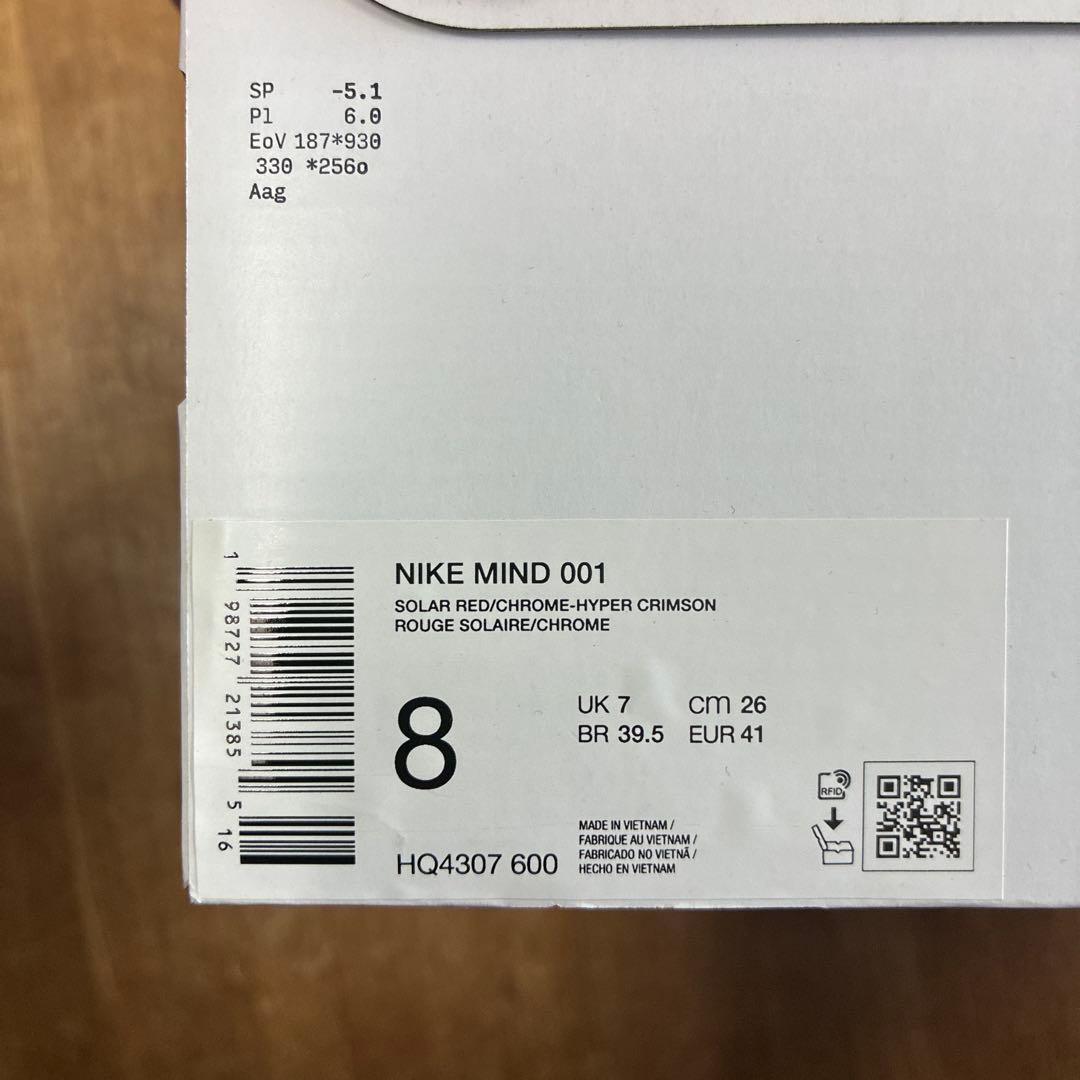 SP -5.1
Pl 6.0
EoV 187*930
330 *256o
Aag
NIKE MIND 001
SOLAR RED/CHROME-HYPER CRIMSON
ROUGE SOLAIRE/CHROME
8
UK 7 cm 26
BR 39.5 EUR 41
HQ4307 600
MADE IN VIETNAM /
FABRIQUE AU VIETNAM /
FABRICADO NO VIETNÃ /
HECHO EN VIETNAM
RFID
1 98727 21385 5 16